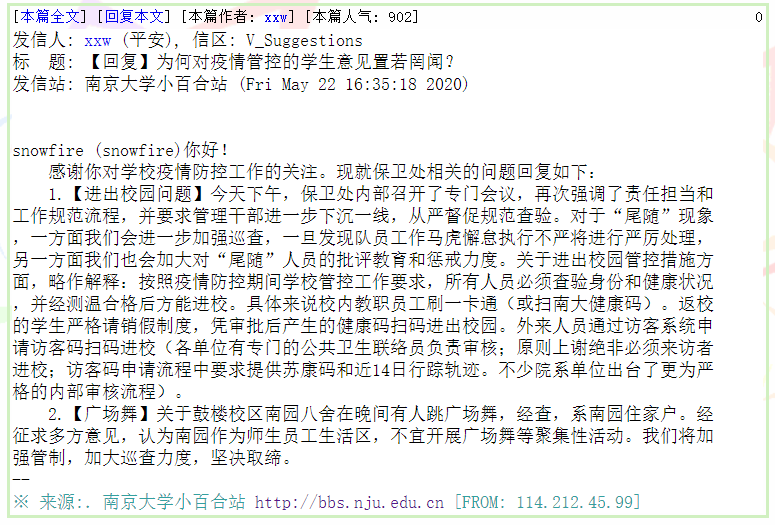 [本篇全文] [回复本文] [本篇作者: xxw] [本篇人气: 902] 0
发信人: xxw (平安), 信区: V_Suggestions
标 题: 【回复】为何对疫情管控的学生意见置若罔闻？
发信站: 南京大学小百合站 (Fri May 22 16:35:18 2020)
snowfire (snowfire)你好！
感谢你对学校疫情防控工作的关注。现就保卫处相关的问题回复如下：
1.【进出校园问题】今天下午，保卫处内部召开了专门会议，再次强调了责任担当和
工作规范流程，并要求管理干部进一步下沉一线，从严督促规范查验。对于“尾随”现象
，一方面我们会进一步加强巡查，一旦发现队员工作马虎懈怠执行不严将进行严厉处理，
另一方面我们也会加大对“尾随”人员的批评教育和惩戒力度。关于进出校园管控措施方
面，略作解释：按照疫情防控期间学校管控工作要求，所有人员必须查验身份和健康状况
，并经测温合格后方能进校。具体来说校内教职员工刷一卡通（或扫南大健康码）。返校
的学生严格请销假制度，凭审批后产生的健康码扫码进出校园。外来人员通过访客系统申
请访客码扫码进校（各单位有专门的公共卫生联络员负责审核；原则上谢绝非必须来访者
进校；访客码申请流程中要求提供苏康码和近14日行踪轨迹。不少院系单位出台了更为严
格的内部审核流程）。
2.【广场舞】关于鼓楼校区南园八舍在晚间有人跳广场舞，经查，系南园住家户。经
征求多方意见，认为南园作为师生员工生活区，不宜开展广场舞等聚集性活动。我们将加
强管制，加大巡查力度，坚决取缔。
--
※ 来源:. 南京大学小百合站 http://bbs.nju.edu.cn [FROM: 114.212.45.99]